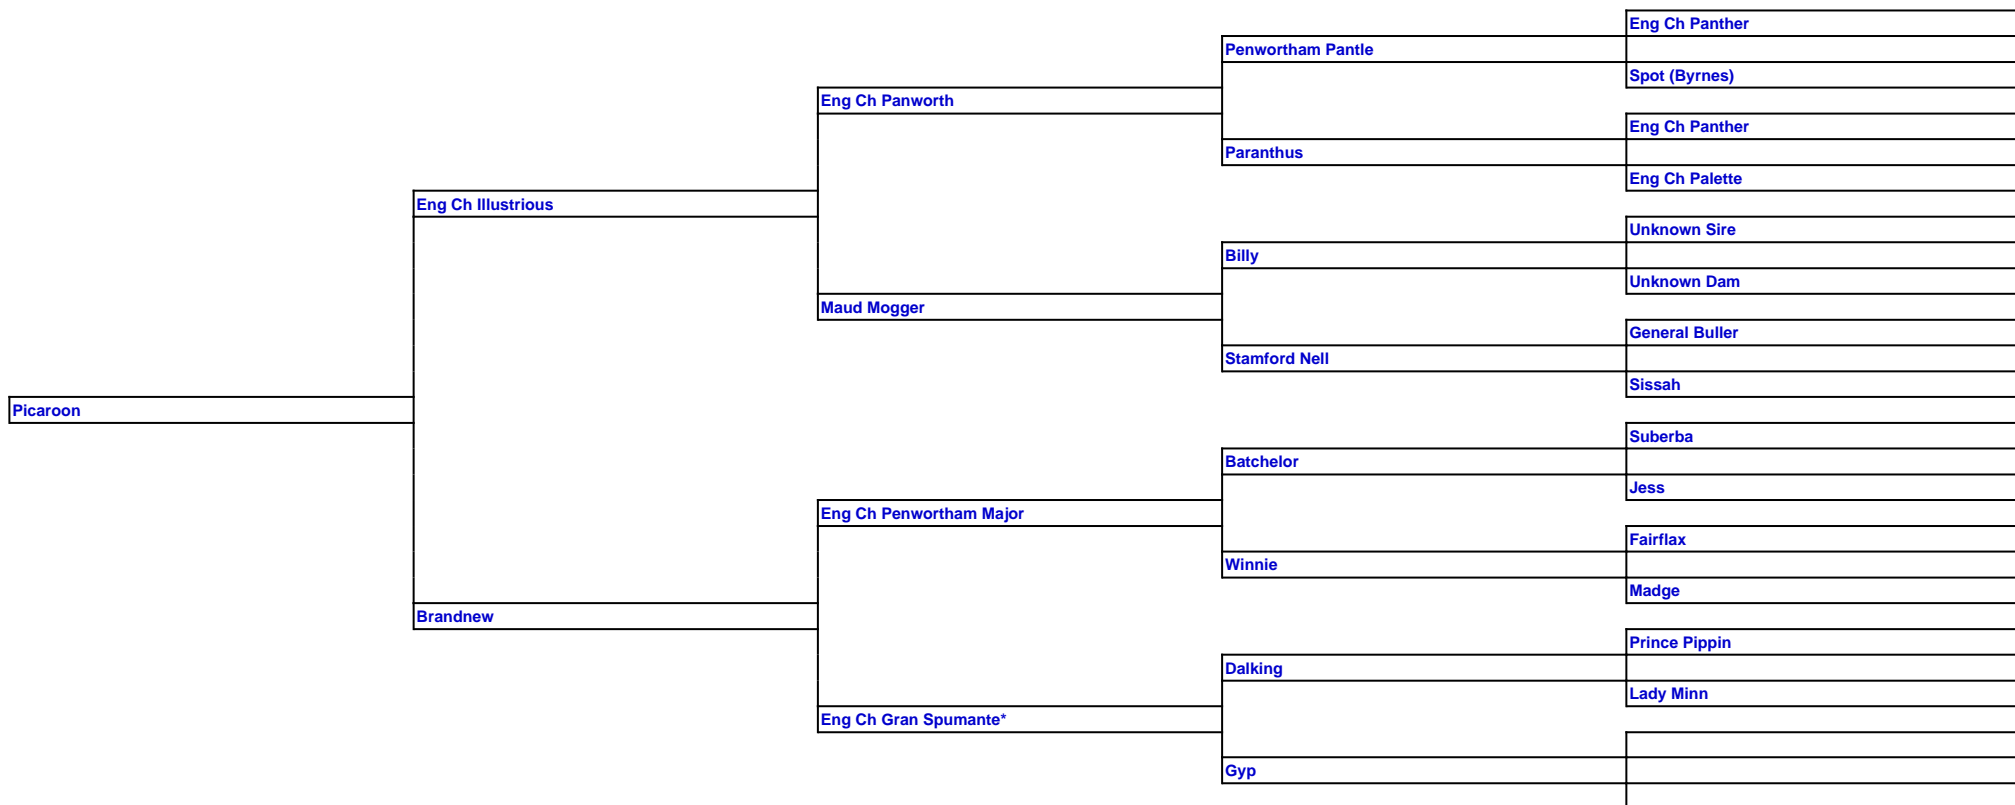 Eng Ch Panther
Penwortham Pantle
Spot (Byrnes)
Eng Ch Panworth
Eng Ch Panther
Paranthus
Eng Ch Palette
Eng Ch Illustrious
Unknown Sire
Billy
Unknown Dam
Maud Mogger
General Buller
Stamford Nell
Sissah
Picaroon
Suberba
Batchelor
Jess
Eng Ch Penwortham Major
Fairflax
Winnie
Madge
Brandnew
Prince Pippin
Dalking
Lady Minn
Eng Ch Gran Spumante*
Gyp